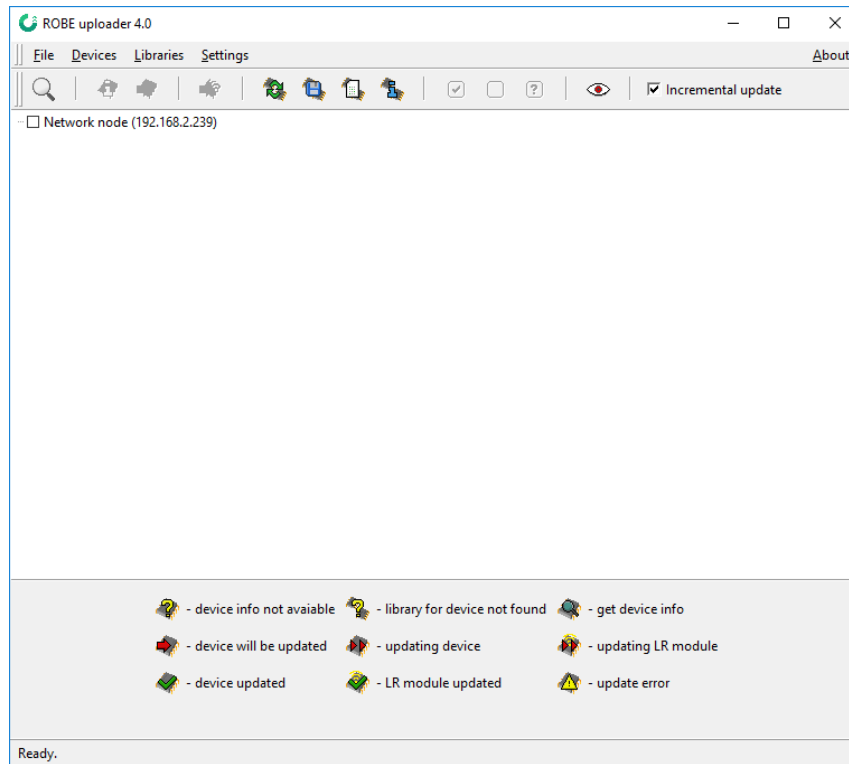 ROBE uploader 4.0
File Devices Libraries Settings About
Incremental update
Network node (192.168.2.239)
- device info not avaiable - library for device not found - get device info
- device will be updated - updating device - updating LR module
- device updated - LR module updated - update error
Ready.